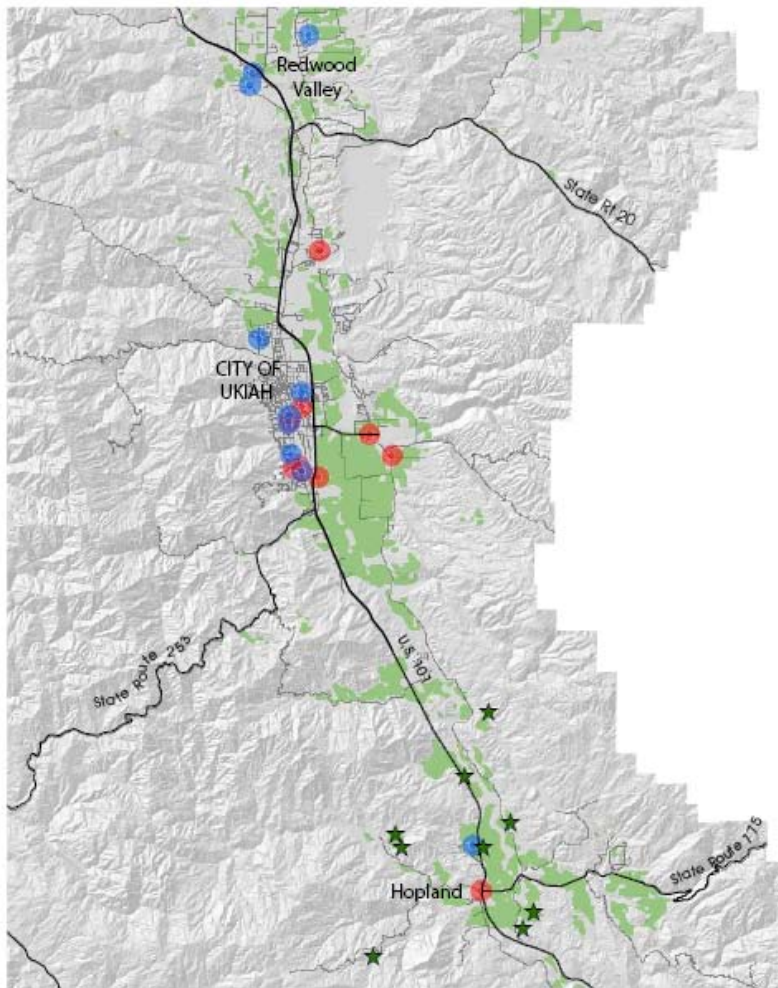 Redwood
Valley
State Rt 20
CITY OF
UKIAH
U.S. 101
State Route 253
State Route 175
Hopland